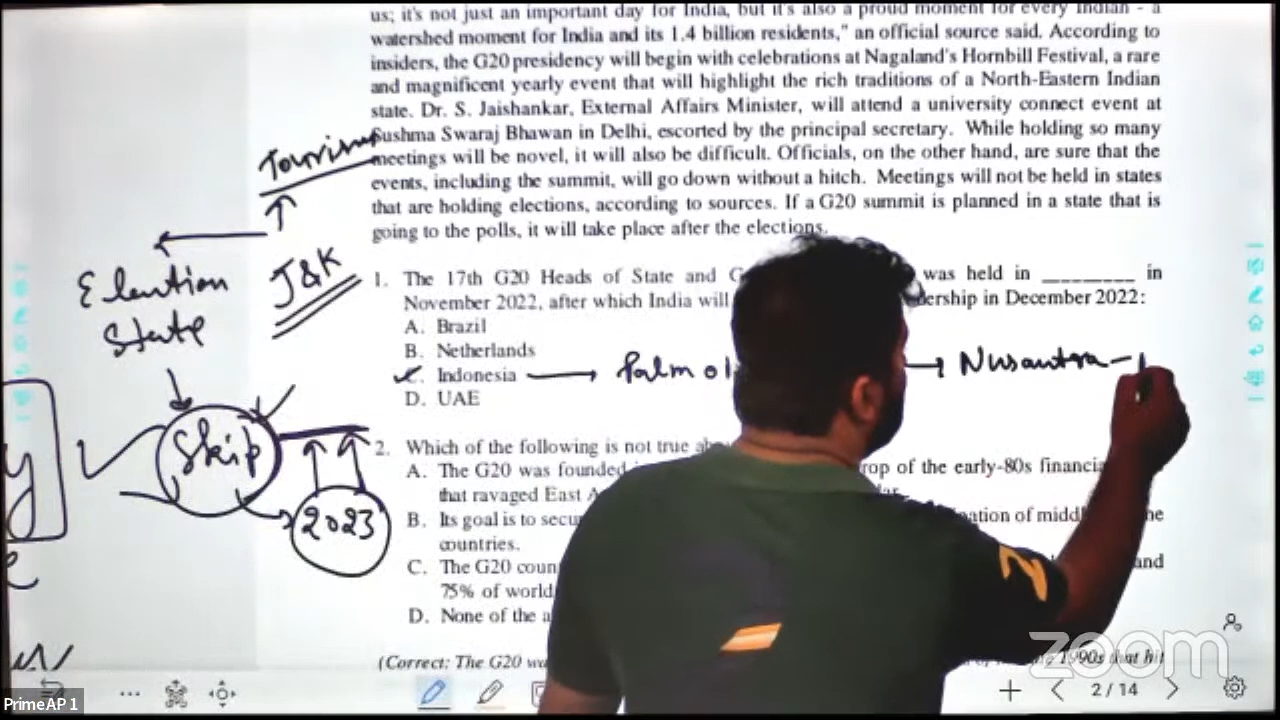 us; it's not just an important day for India, but it's also a proud moment for every Indian - a
watershed moment for India and its 1.4 billion residents," an official source said. According to
insiders, the G20 presidency will begin with celebrations at Nagaland's Hornbill Festival, a rare
and magnificent yearly event that will highlight the rich traditions of a North-Eastern Indian
state. Dr. S. Jaishankar, External Affairs Minister, will attend a university connect event at
Sushma Swaraj Bhawan in Delhi, escorted by the principal secretary. While holding so many
meetings will be novel, it will also be difficult. Officials, on the other hand, are sure that the
events, including the summit, will go down without a hitch. Meetings will not be held in states
that are holding elections, according to sources. If a G20 summit is planned in a state that is
going to the polls, it will take place after the elections.
Tourism
J&K
Election
State
Skip
2023
1. The 17th G20 Heads of State and G was held in _________ in
November 2022, after which India will dership in December 2022:
A. Brazil
B. Netherlands
C. Indonesia → Palm → Nusantra -
D. UAE
2. Which of the following is not true
A. The G20 was founded rop of the early-80s financia
that ravaged East A
B. Its goal is to secu nation of midd he
countries.
C. The G20 coun and
75% of world
D. None of the a
(Correct: The G20 wa 1990s that hit
zoom
PrimeAP 1
2 / 14